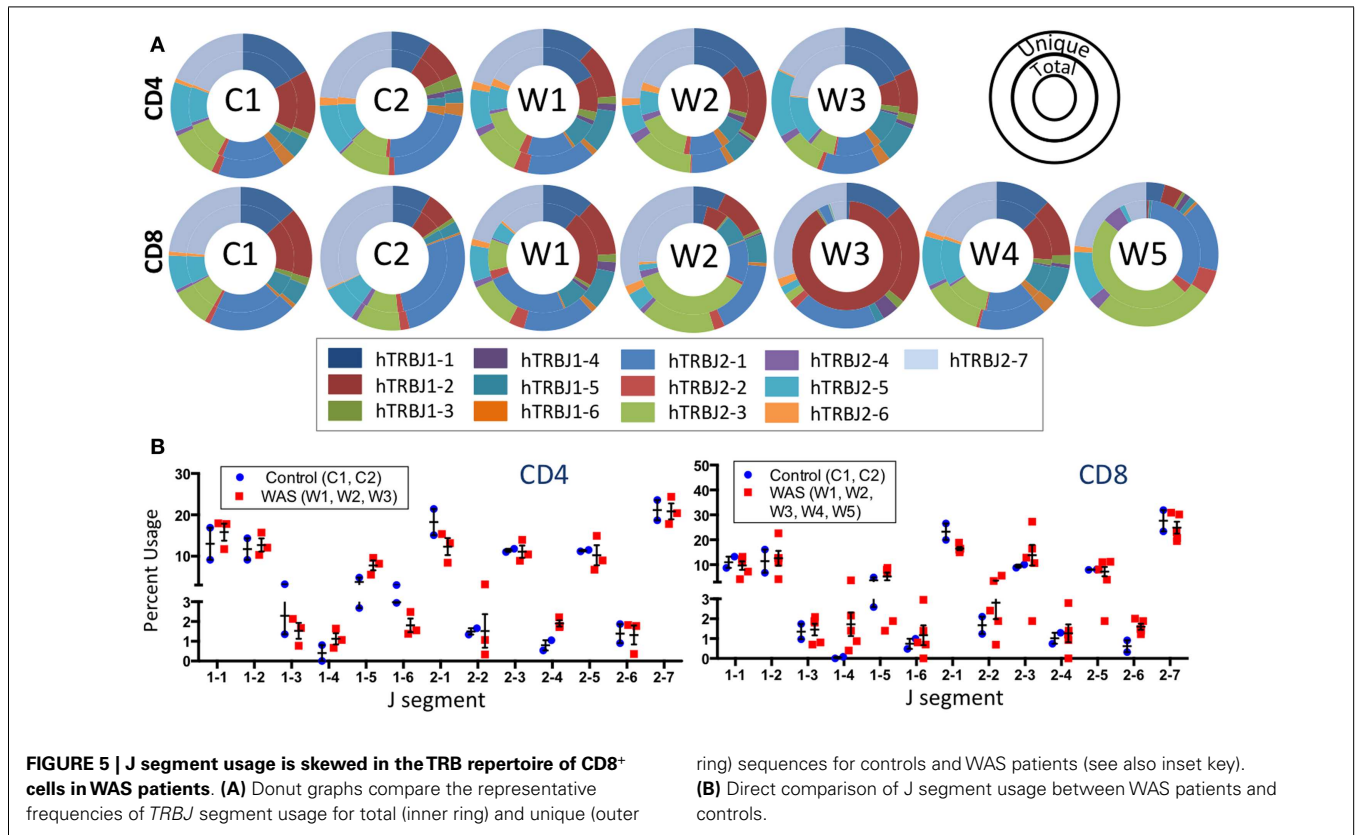 A
CD4
C1
C2
W1
W2
W3
Unique
Total
CD8
C1
C2
W1
W2
W3
W4
W5
hTRBJ1-1
hTRBJ1-4
hTRBJ2-1
hTRBJ2-4
hTRBJ2-7
hTRBJ1-2
hTRBJ1-5
hTRBJ2-2
hTRBJ2-5
hTRBJ1-3
hTRBJ1-6
hTRBJ2-3
hTRBJ2-6
B
Percent Usage
30
20
10
3
2
1
0
Control (C1, C2)
WAS (W1, W2, W3)
CD4
1-1 1-2 1-3 1-4 1-5 1-6 2-1 2-2 2-3 2-4 2-5 2-6 2-7
J segment
50
40
30
20
10
3
2
1
0
Control (C1, C2)
WAS (W1, W2,
W3, W4, W5)
CD8
1-1 1-2 1-3 1-4 1-5 1-6 2-1 2-2 2-3 2-4 2-5 2-6 2-7
J segment
FIGURE 5 | J segment usage is skewed in the TRB repertoire of CD8+
cells in WAS patients. (A) Donut graphs compare the representative
frequencies of TRBJ segment usage for total (inner ring) and unique (outer
ring) sequences for controls and WAS patients (see also inset key).
(B) Direct comparison of J segment usage between WAS patients and
controls.